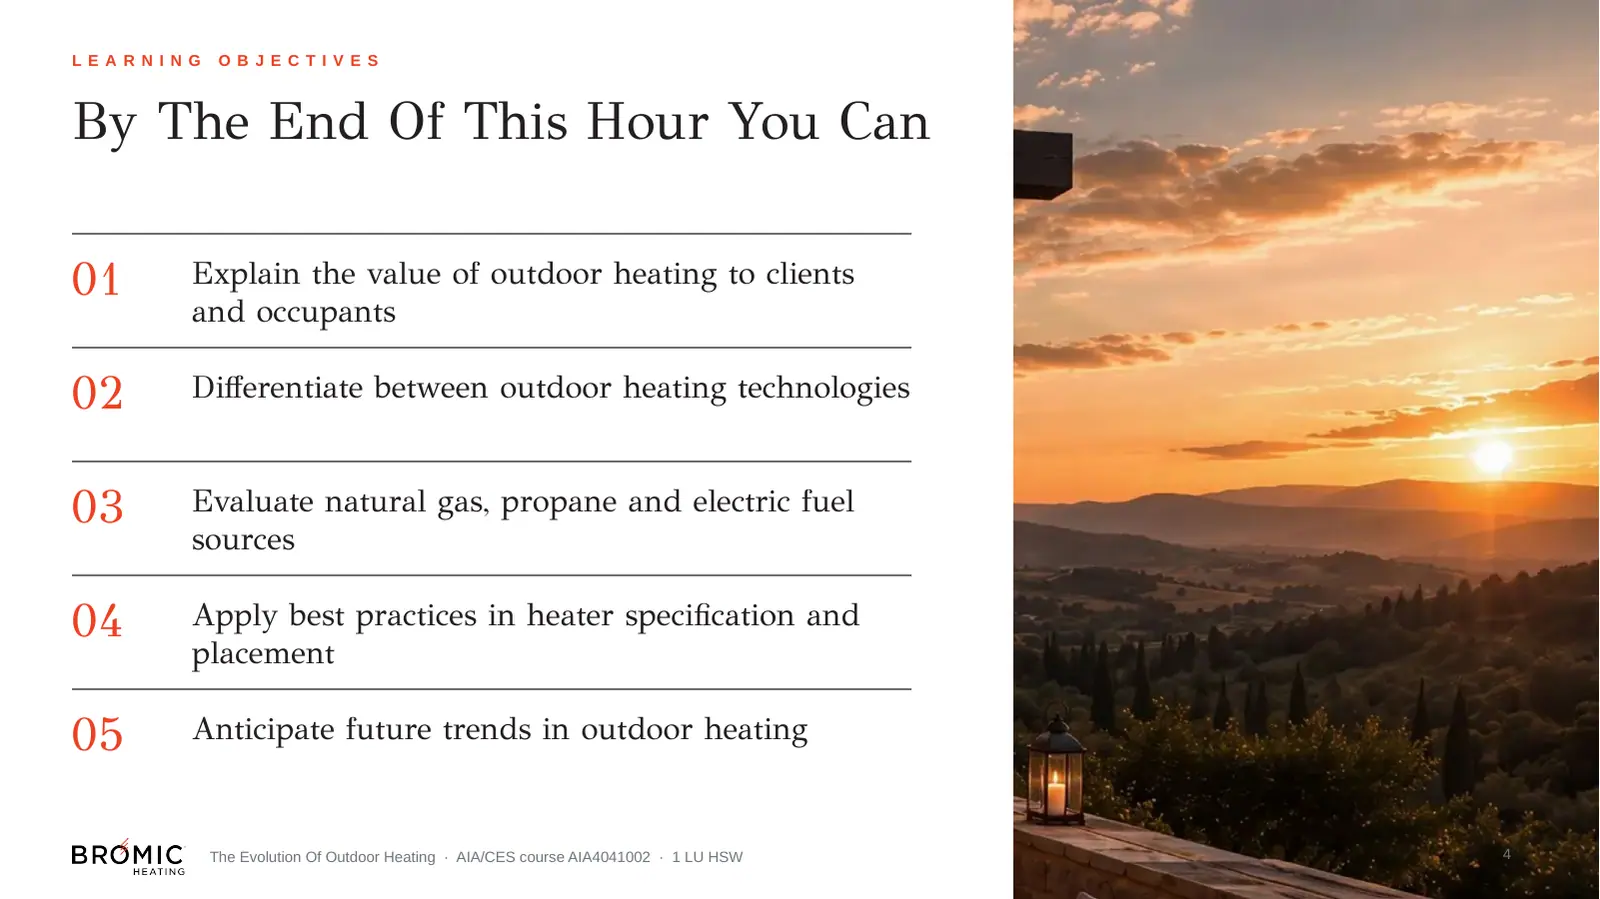 LEARNING OBJECTIVES
By The End Of This Hour You Can
01
Explain the value of outdoor heating to clients
and occupants
02
Differentiate between outdoor heating technologies
03
Evaluate natural gas, propane and electric fuel
sources
04
Apply best practices in heater specification and
placement
05
Anticipate future trends in outdoor heating
BROMIC
HEATING
The Evolution Of Outdoor Heating · AIA/CES course AIA4041002 · 1 LU HSW
4